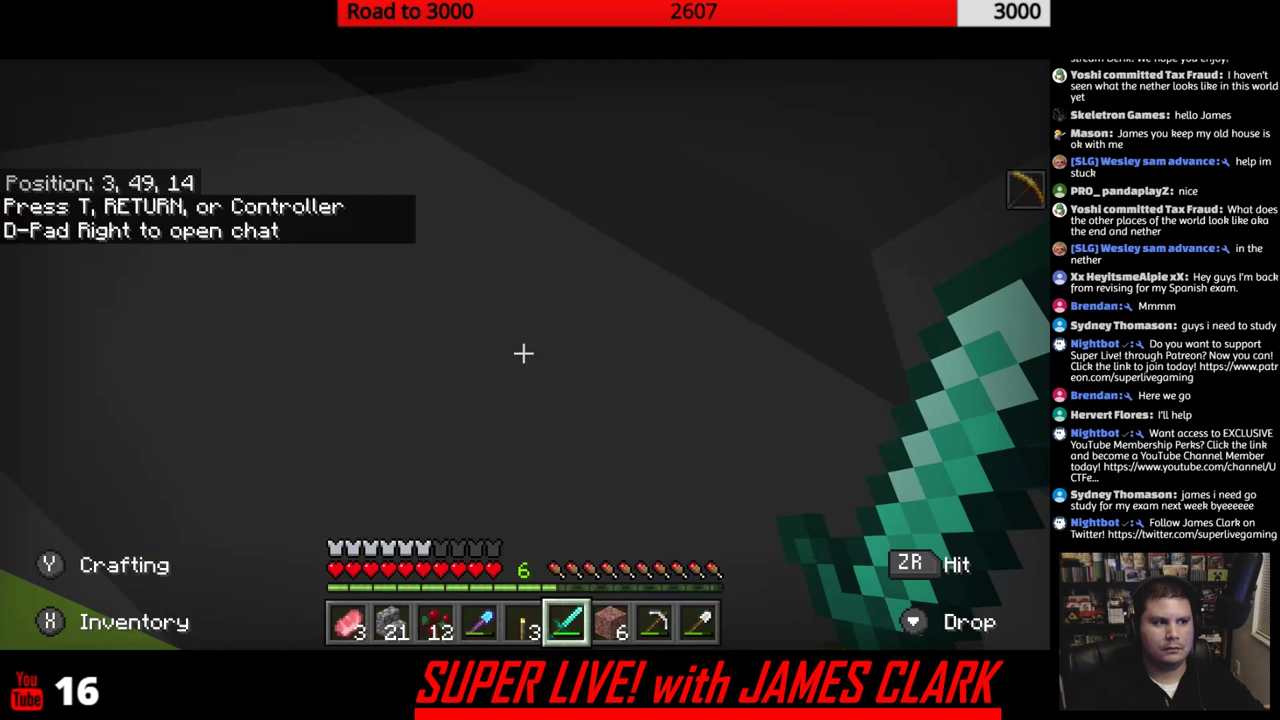 Road to 3000
2607
3000
Yoshi committed Tax Fraud: I haven't
seen what the nether looks like in this world
yet
Skeletron Games: hello James
Mason: James you keep my old house is
ok with me
[SLG] Wesley sam advance: help im
stuck
PRO_pandaplayZ: nice
Yoshi committed Tax Fraud: What does
the other places of the world look like aka
the end and nether
[SLG] Wesley sam advance: in the
nether
Xx HeyitsmeAlpie xX: Hey guys I'm back
from revising for my Spanish exam.
Brendan: Mmmm
Sydney Thomason: guys i need to study
Nightbot: Do you want to support
Super Live! through Patreon? Now you can!
Click the link to join today! https://www.patr
eon.com/superlivegaming
Brendan: Here we go
Hervert Flores: I'll help
Nightbot: Want access to EXCLUSIVE
YouTube Membership Perks? Click the link
and become a YouTube Channel Member
today! https://www.youtube.com/channel/U
CTFe...
Sydney Thomason: james i need go
study for my exam next week byeeeeee
Nightbot: Follow James Clark on
Twitter! https://twitter.com/superlivegaming
Position: 3, 49, 14
Press T, RETURN, or Controller
D-Pad Right to open chat
Y Crafting
X Inventory
6
ZR Hit
Drop
3 21 12 3 6
You
Tube
16
SUPER LIVE! with JAMES CLARK